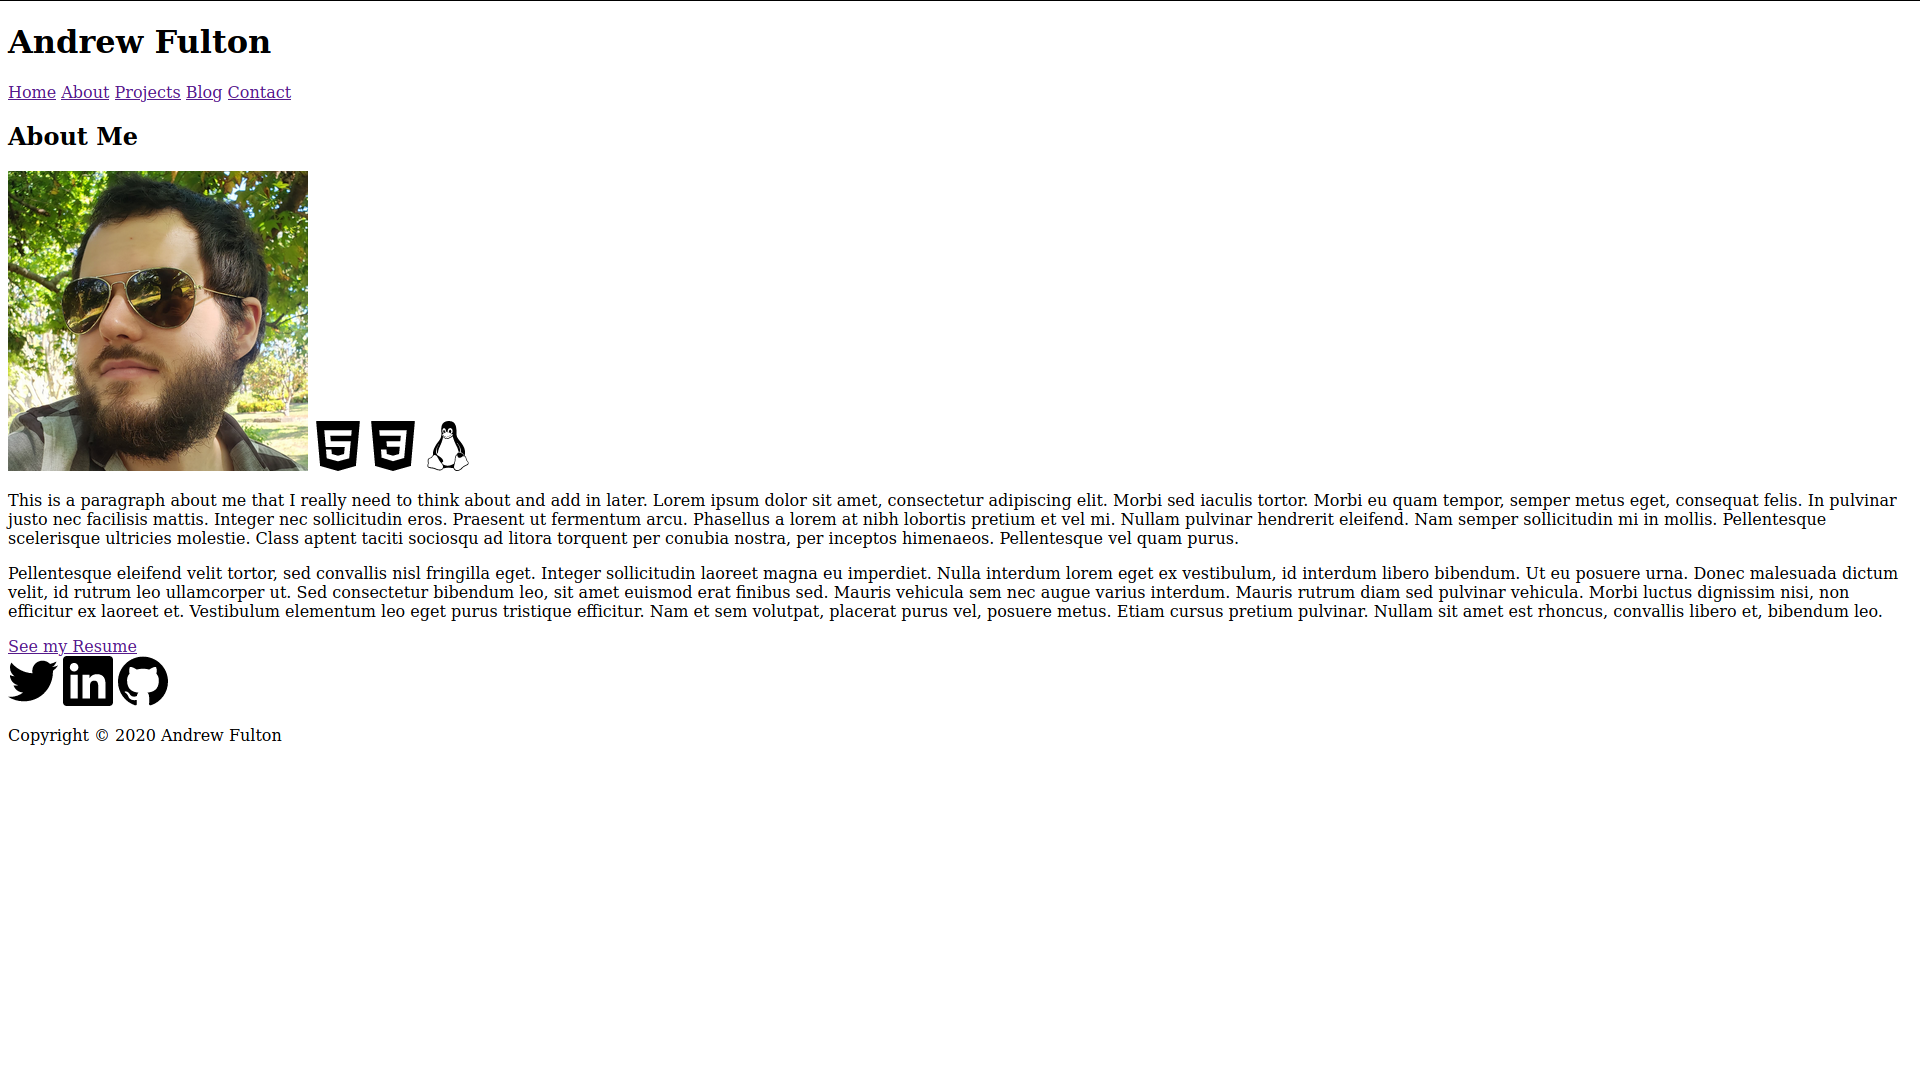 Andrew Fulton
Home About Projects Blog Contact
About Me
5 3
This is a paragraph about me that I really need to think about and add in later. Lorem ipsum dolor sit amet, consectetur adipiscing elit. Morbi sed iaculis tortor. Morbi eu quam tempor, semper metus eget, consequat felis. In pulvinar
justo nec facilisis mattis. Integer nec sollicitudin eros. Praesent ut fermentum arcu. Phasellus a lorem at nibh lobortis pretium et vel mi. Nullam pulvinar hendrerit eleifend. Nam semper sollicitudin mi in mollis. Pellentesque
scelerisque ultricies molestie. Class aptent taciti sociosqu ad litora torquent per conubia nostra, per inceptos himenaeos. Pellentesque vel quam purus.
Pellentesque eleifend velit tortor, sed convallis nisl fringilla eget. Integer sollicitudin laoreet magna eu imperdiet. Nulla interdum lorem eget ex vestibulum, id interdum libero bibendum. Ut eu posuere urna. Donec malesuada dictum
velit, id rutrum leo ullamcorper ut. Sed consectetur bibendum leo, sit amet euismod erat finibus sed. Mauris vehicula sem nec augue varius interdum. Mauris rutrum diam sed pulvinar vehicula. Morbi luctus dignissim nisi, non
efficitur ex laoreet et. Vestibulum elementum leo eget purus tristique efficitur. Nam et sem volutpat, placerat purus vel, posuere metus. Etiam cursus pretium pulvinar. Nullam sit amet est rhoncus, convallis libero et, bibendum leo.
See my Resume
in
Copyright © 2020 Andrew Fulton